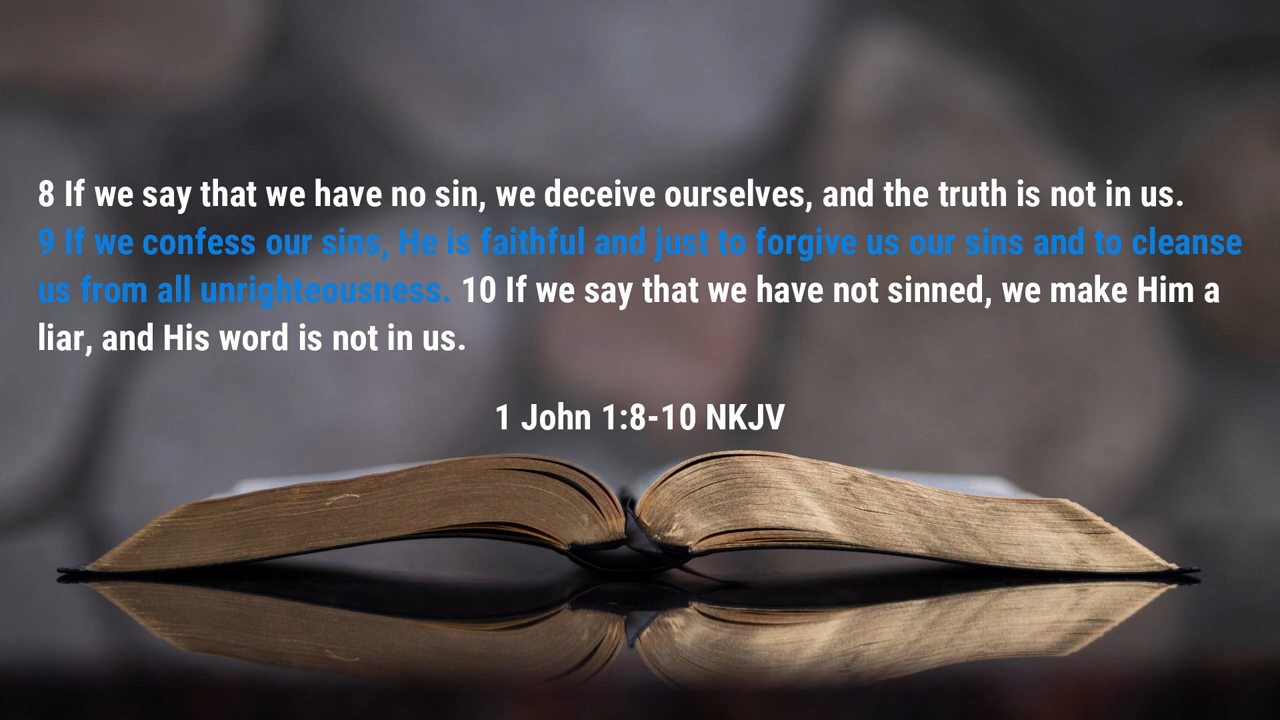 8 If we say that we have no sin, we deceive ourselves, and the truth is not in us.
9 If we confess our sins, He is faithful and just to forgive us our sins and to cleanse
us from all unrighteousness. 10 If we say that we have not sinned, we make Him a
liar, and His word is not in us.
1 John 1:8-10 NKJV